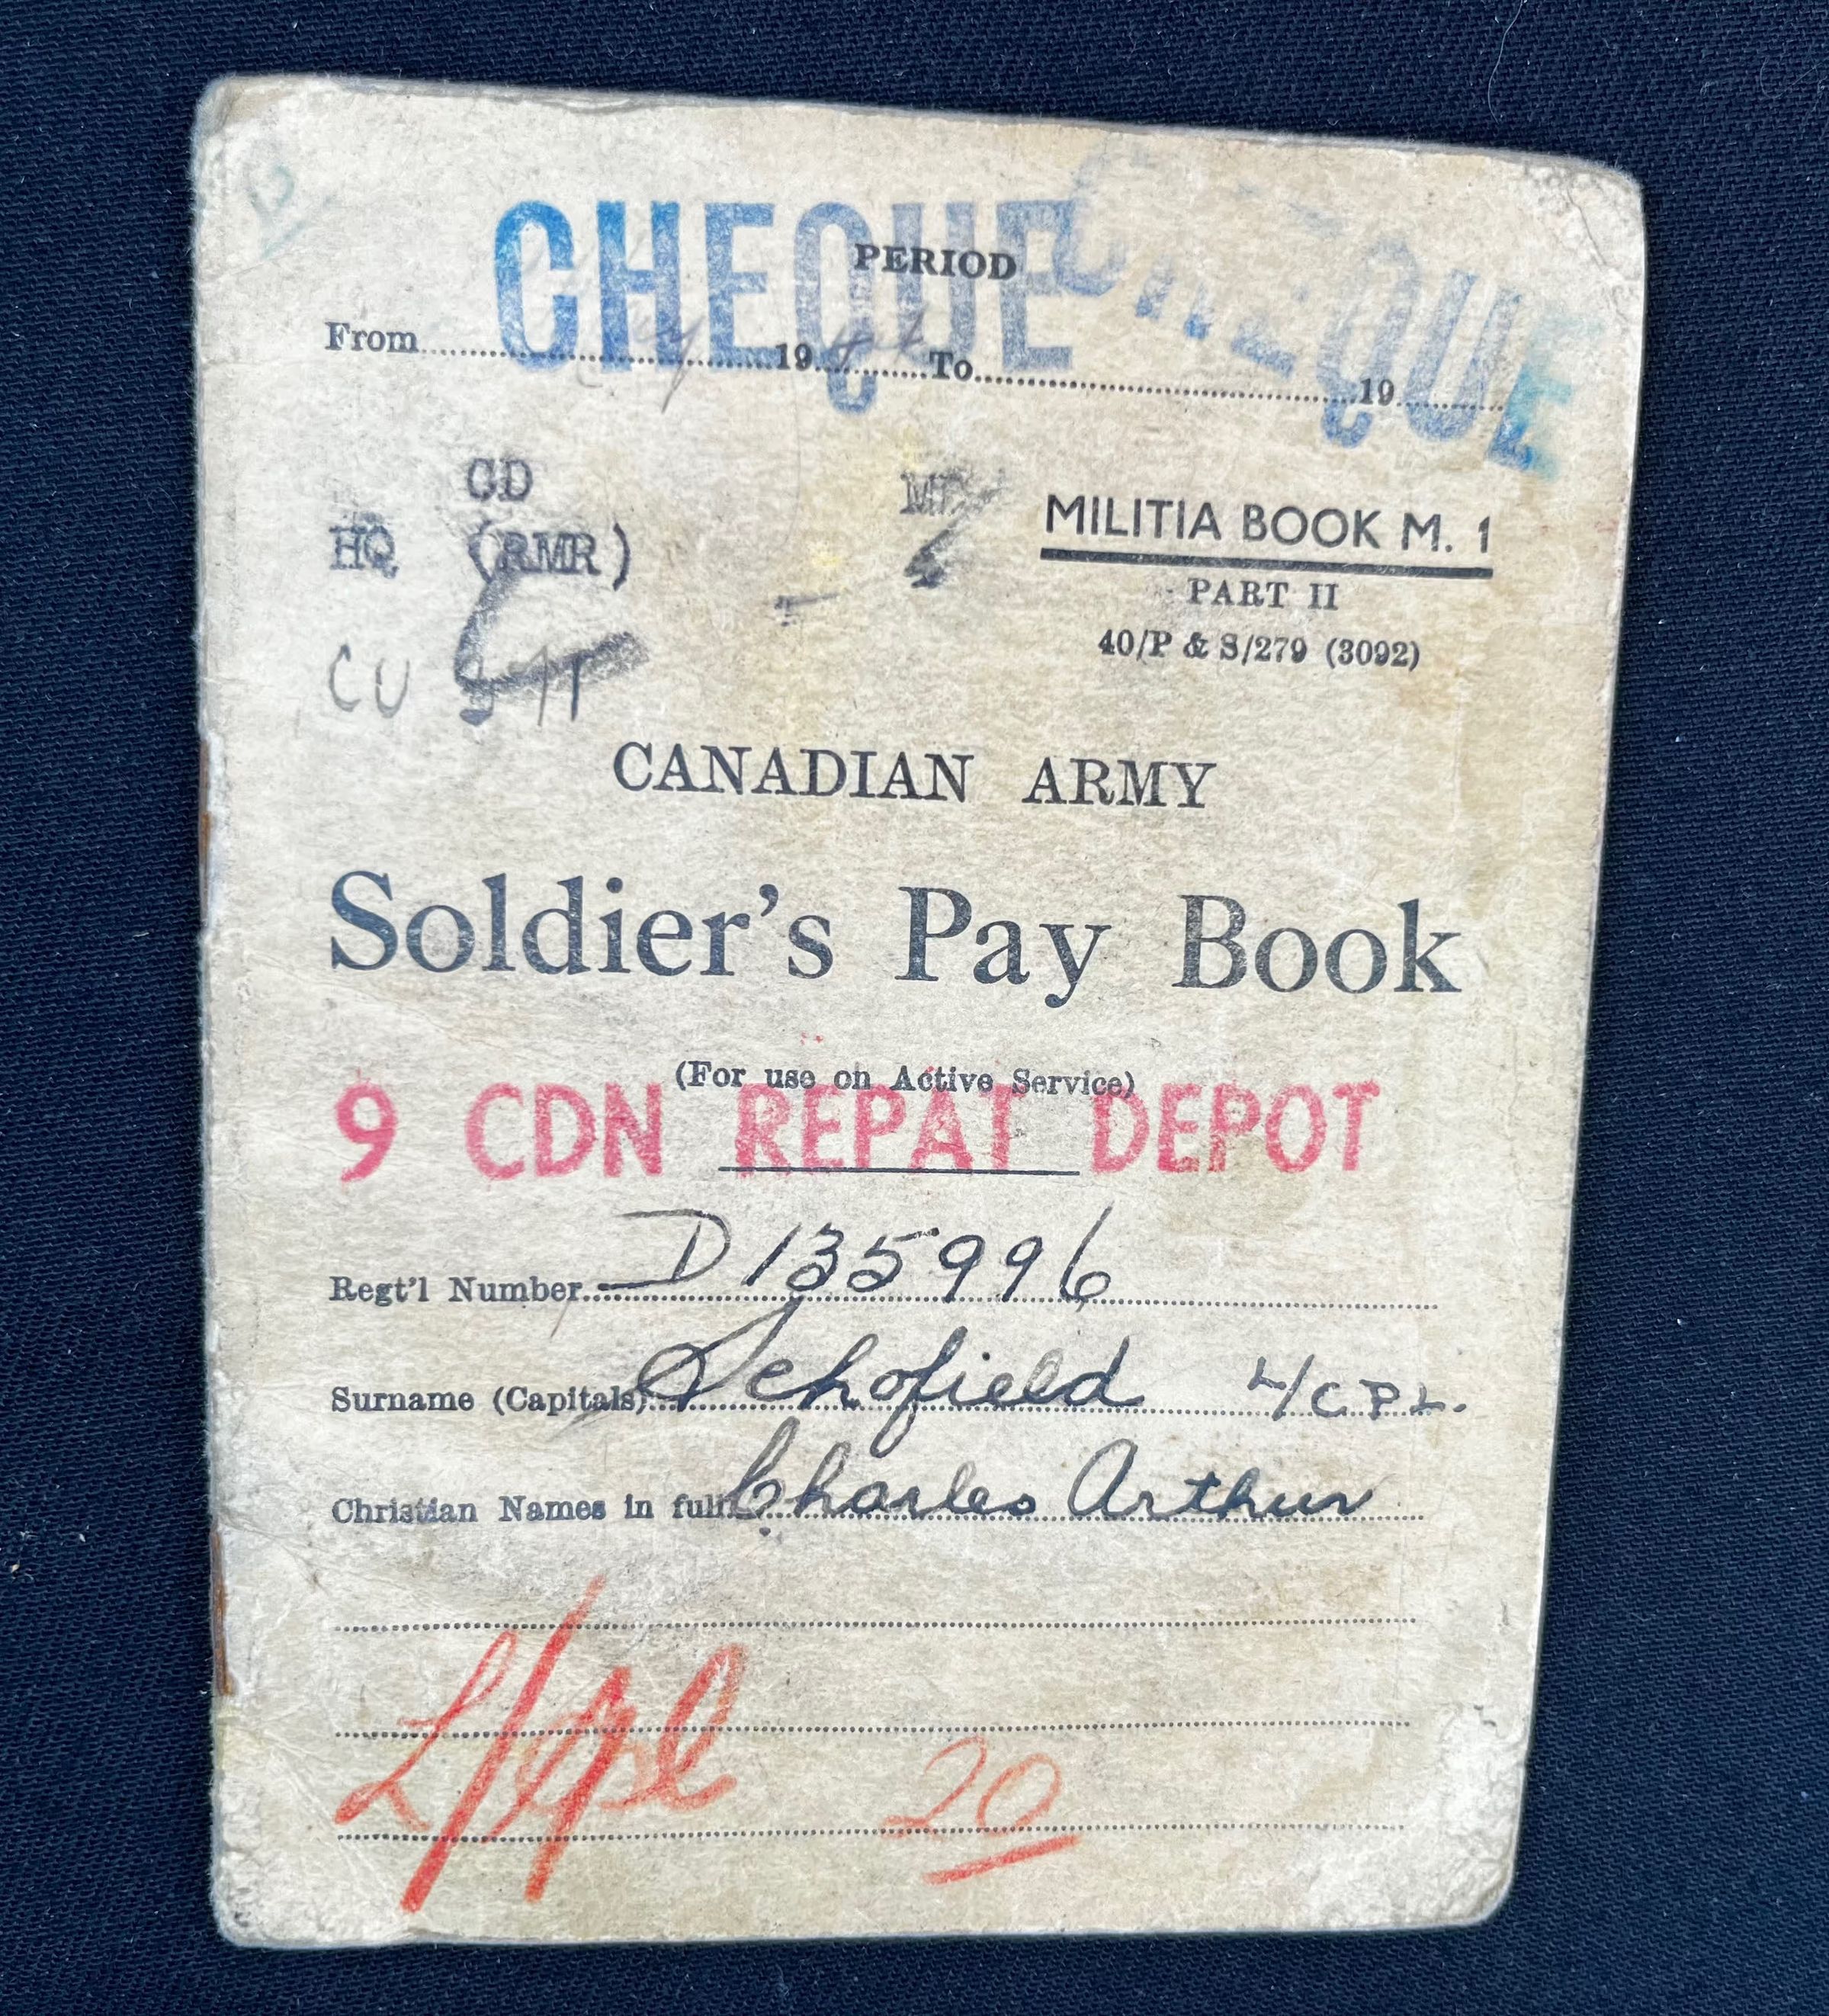 CHEQUE CHEQUE
PERIOD
From 19 To 19
CD
HQ (RMR)
MILITIA BOOK M. 1
PART II
40/P & S/279 (3092)
CU
CANADIAN ARMY
Soldier's Pay Book
(For use on Active Service)
9 CDN REPAT DEPOT
Regt'l Number D135996
Surname (Capitals) Schofield L/CPL.
Christian Names in full Charles Arthur
L/Cpl 20